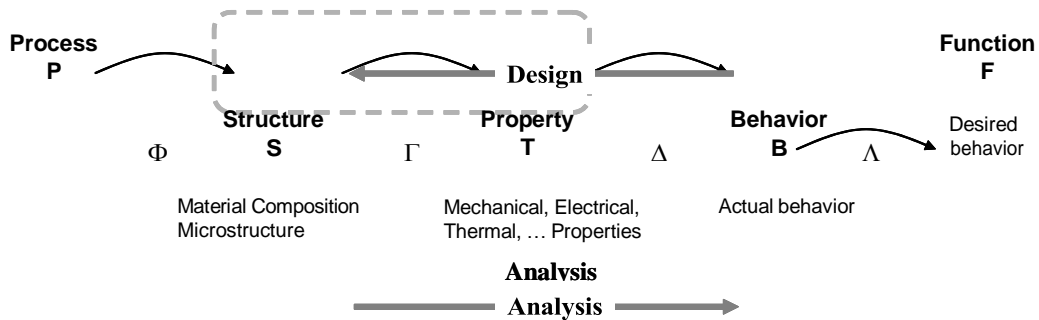 Process
P
Function
F
Design
Structure
S
Property
T
Behavior
B
Desired
behavior
Φ
Γ
Δ
Λ
Material Composition
Microstructure
Mechanical, Electrical,
Thermal, … Properties
Actual behavior
Analysis
Analysis